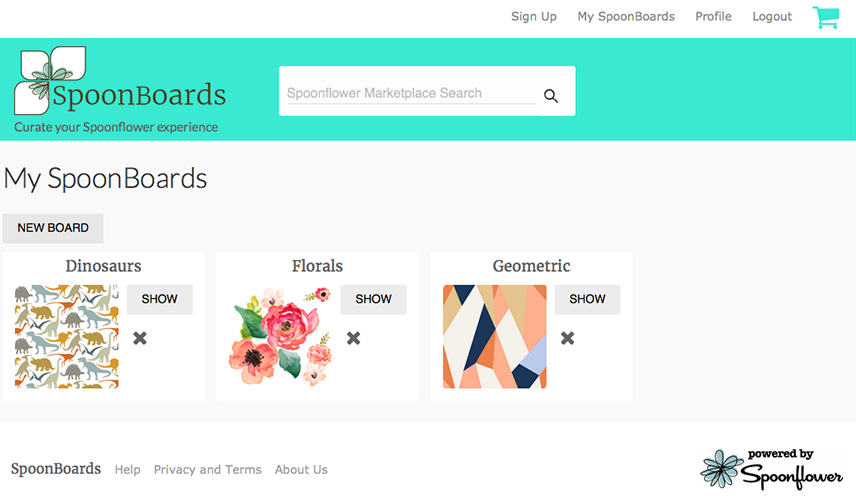 Sign Up My SpoonBoards Profile Logout
SpoonBoards
Curate your Spoonflower experience
Spoonflower Marketplace Search
My SpoonBoards
NEW BOARD
Dinosaurs
SHOW
Florals
SHOW
Geometric
SHOW
SpoonBoards Help Privacy and Terms About Us
powered by
Spoonflower